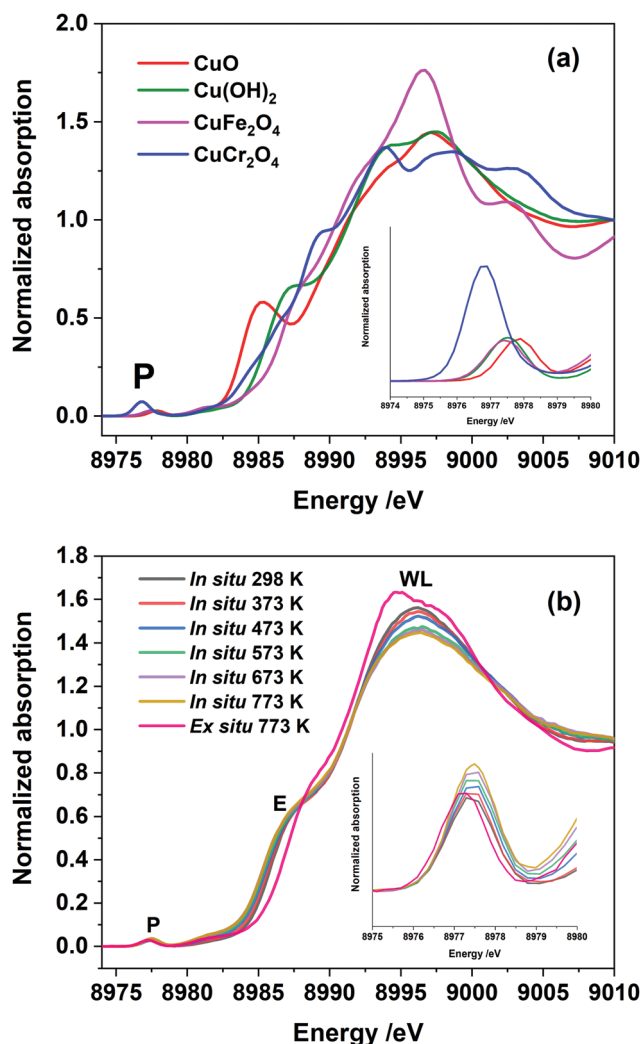 (a)
CuO
Cu(OH)₂
CuFe₂O₄
CuCr₂O₄
P
Normalized absorption
2.0
1.5
1.0
0.5
0.0
8975 8980 8985 8990 8995 9000 9005 9010
Energy /eV
Normalized absorption
8974 8975 8976 8977 8978 8979 8980
Energy /eV
(b)
In situ 298 K
In situ 373 K
In situ 473 K
In situ 573 K
In situ 673 K
In situ 773 K
Ex situ 773 K
WL
E
P
Normalized absorption
1.8
1.6
1.4
1.2
1.0
0.8
0.6
0.4
0.2
0.0
8975 8980 8985 8990 8995 9000 9005 9010
Energy /eV
Normalized absorption
8975 8976 8977 8978 8979 8980
Energy /eV